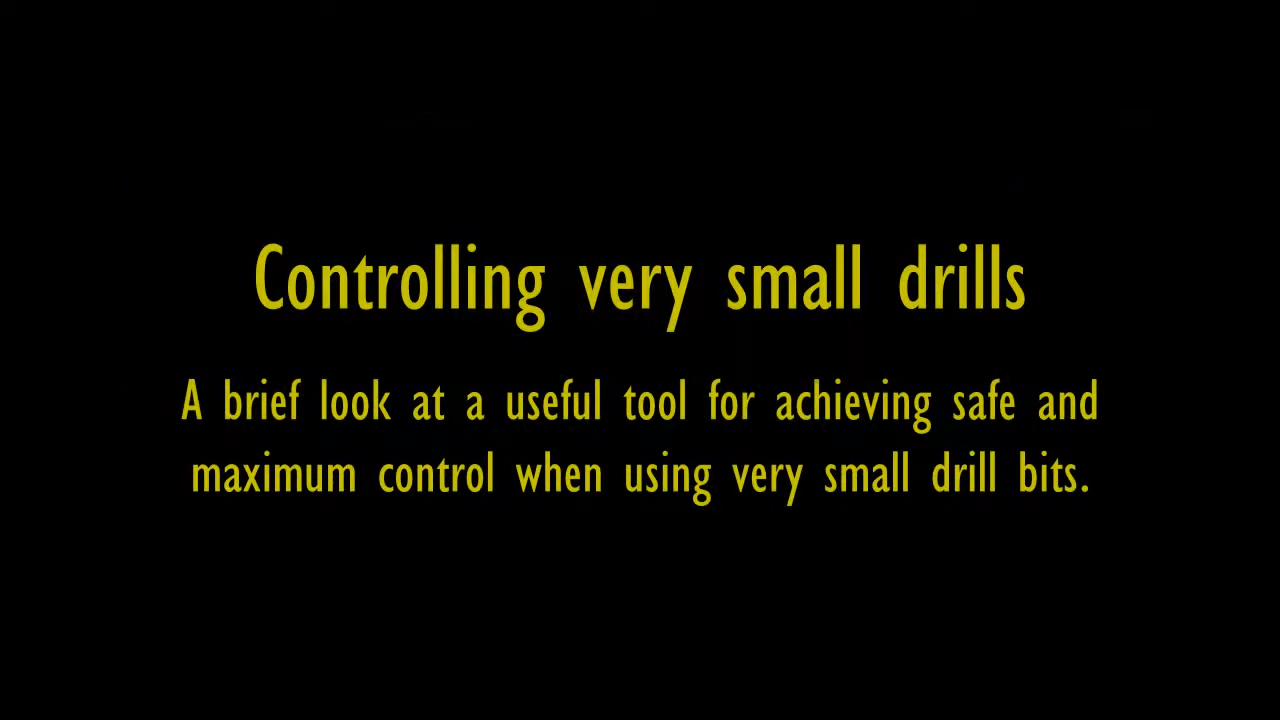 Controlling very small drills
A brief look at a useful tool for achieving safe and
maximum control when using very small drill bits.